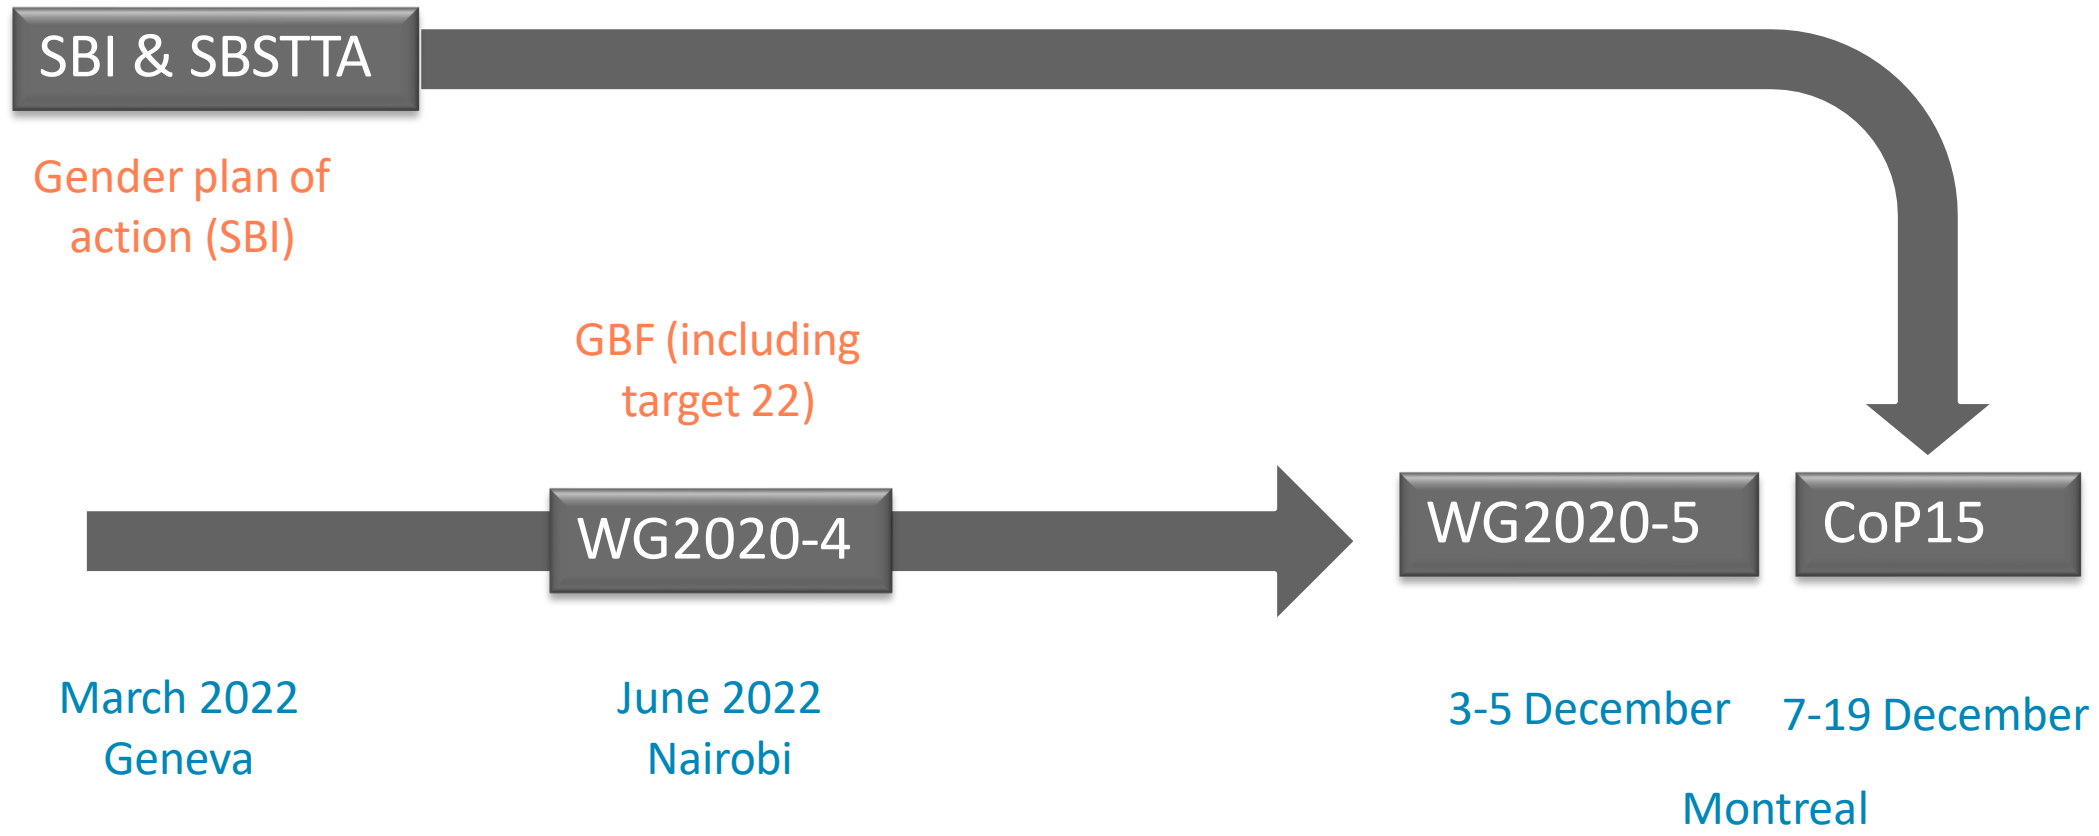 SBI & SBSTTA
Gender plan of
action (SBI)
GBF (including
target 22)
WG2020-4
WG2020-5
CoP15
March 2022
Geneva
June 2022
Nairobi
3-5 December
7-19 December
Montreal